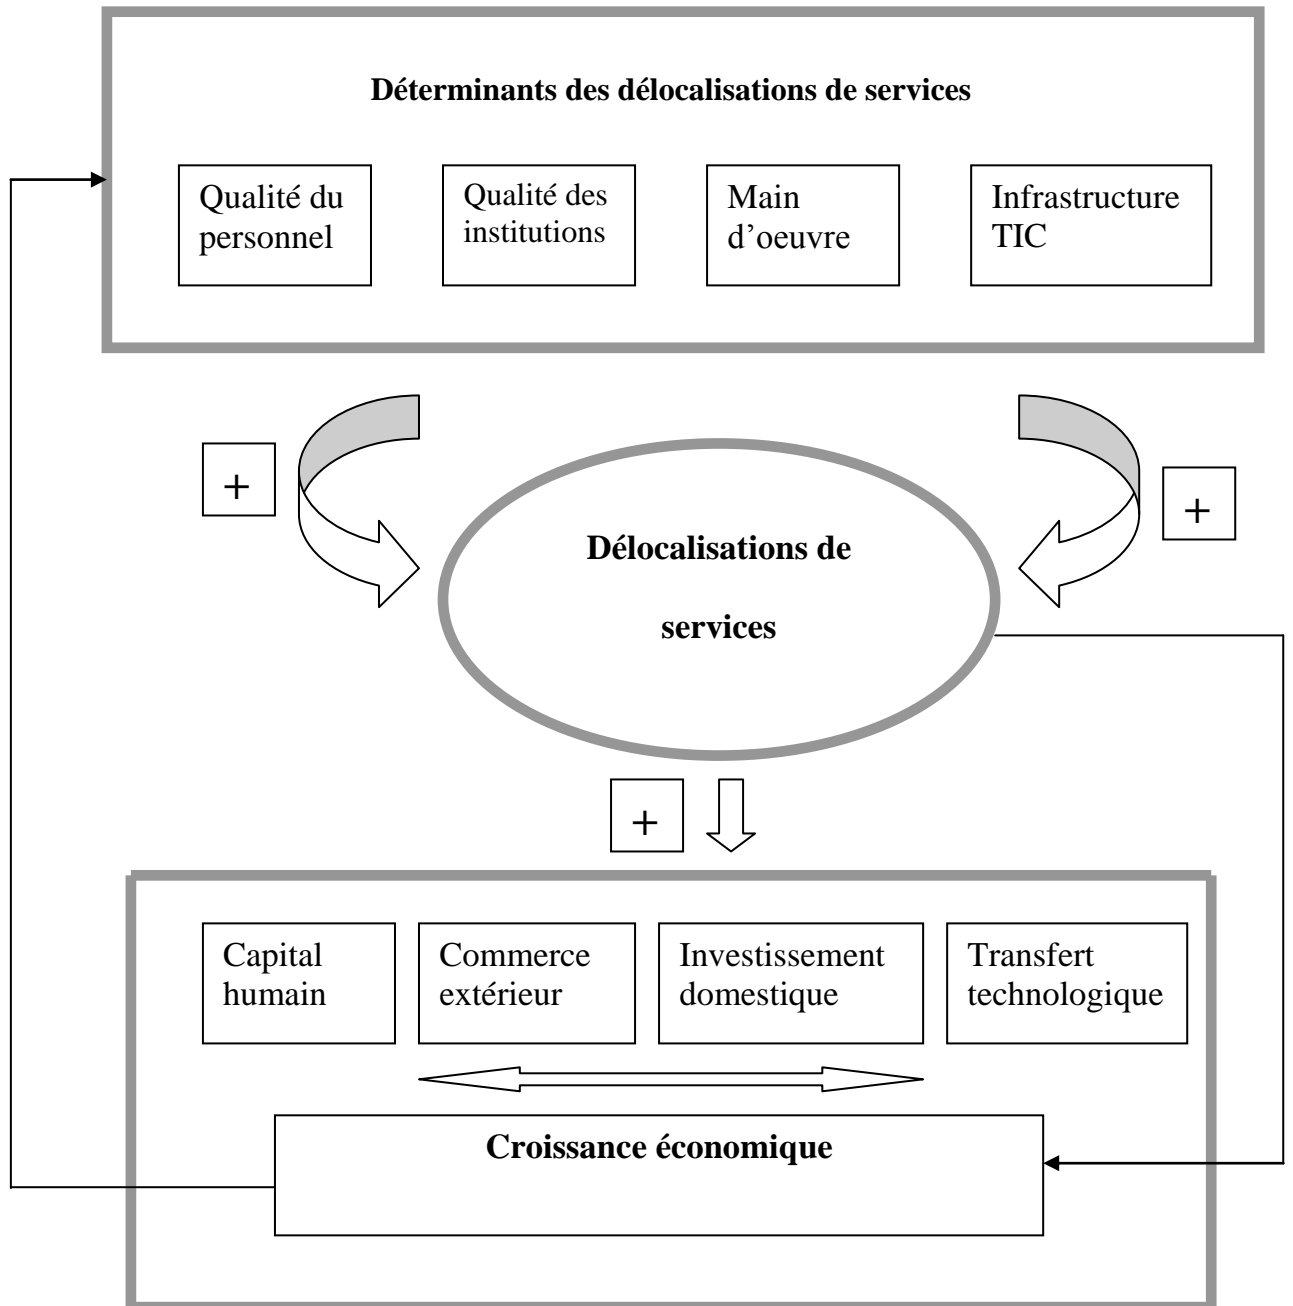 Déterminants des délocalisations de services
Qualité du
personnel
Qualité des
institutions
Main
d’oeuvre
Infrastructure
TIC
+
+
Délocalisations de
services
+
Capital
humain
Commerce
extérieur
Investissement
domestique
Transfert
technologique
Croissance économique